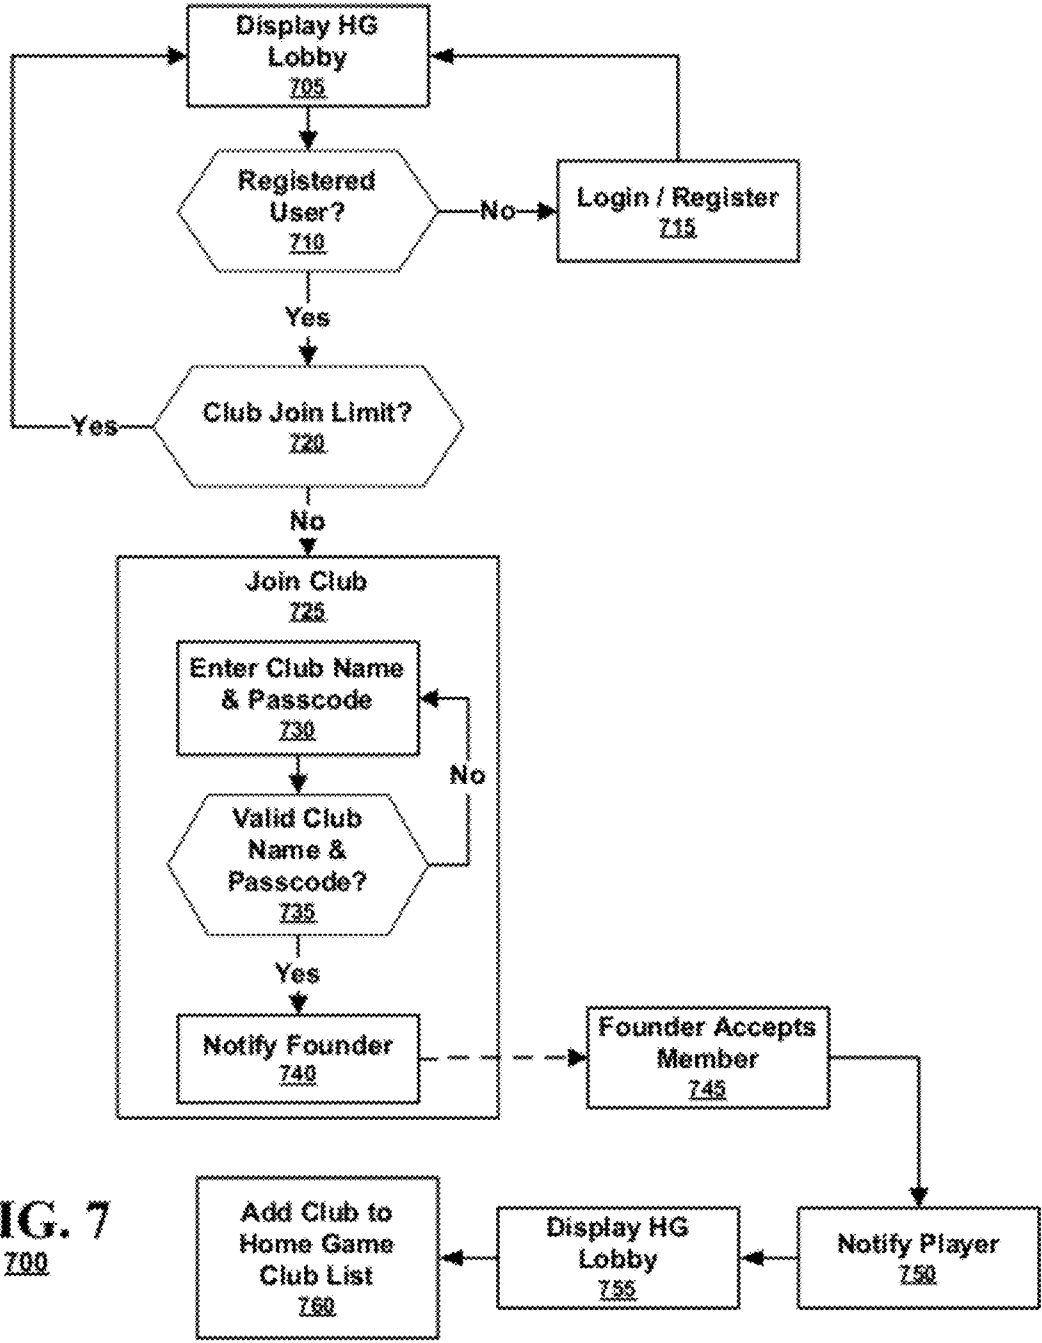 Display HG
Lobby
705
Registered
User?
710
No
Login / Register
715
Yes
Club Join Limit?
720
Yes
No
Join Club
725
Enter Club Name
& Passcode
730
No
Valid Club
Name &
Passcode?
735
Yes
Notify Founder
740
Founder Accepts
Member
745
IG. 7
700
Add Club to
Home Game
Club List
760
Display HG
Lobby
755
Notify Player
750